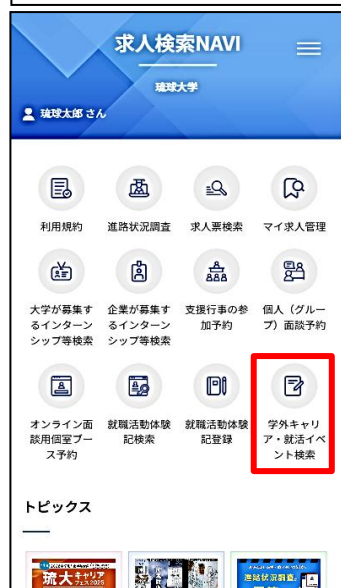 求人検索NAVI
琉球大学
琉球太郎 さん
利用規約
進路状況調査
求人票検索
マイ求人管理
大学が募集す
るインターン
シップ等検索
企業が募集す
るインターン
シップ等検索
支援行事の参
加予約
個人（グルー
プ）面談予約
オンライン面
談用個室ブー
ス予約
就職活動体験
記検索
就職活動体験
記登録
学外キャリ
ア・就活イベ
ント検索
トピックス
琉大キャリア
フェス2025
進路状況調査